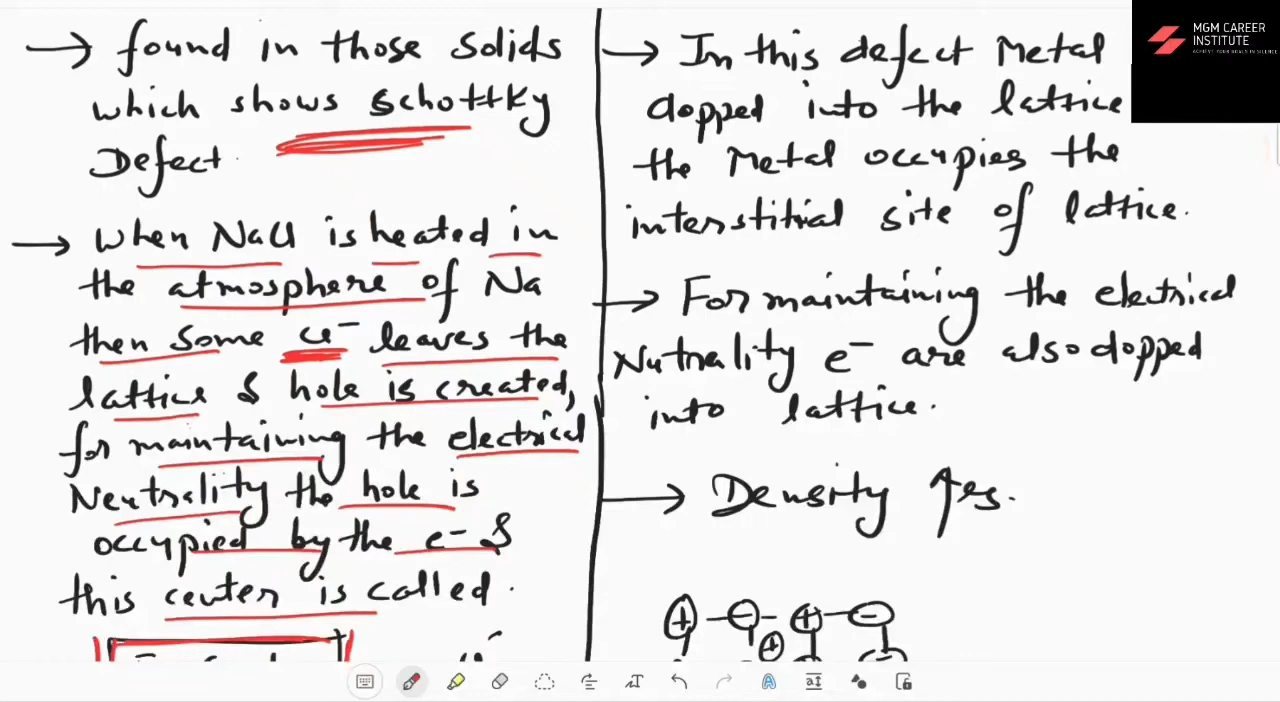 → found in those solids
which shows Schottky
Defect
→ When NaCl is heated in
the atmosphere of Na
then some Cl⁻ leaves the
lattice & hole is created,
for maintaining the electrical
Neutrality the hole is
occupied by the e⁻ &
this center is called.
→ In this defect Metal
dopped into the lattice
the Metal occupies the
interstitial site of lattice.
→ For maintaining the electrical
Nutrality e⁻ are also dopped
into lattice.
→ Density ↑es.
+ − + −
+
MGM CAREER
INSTITUTE